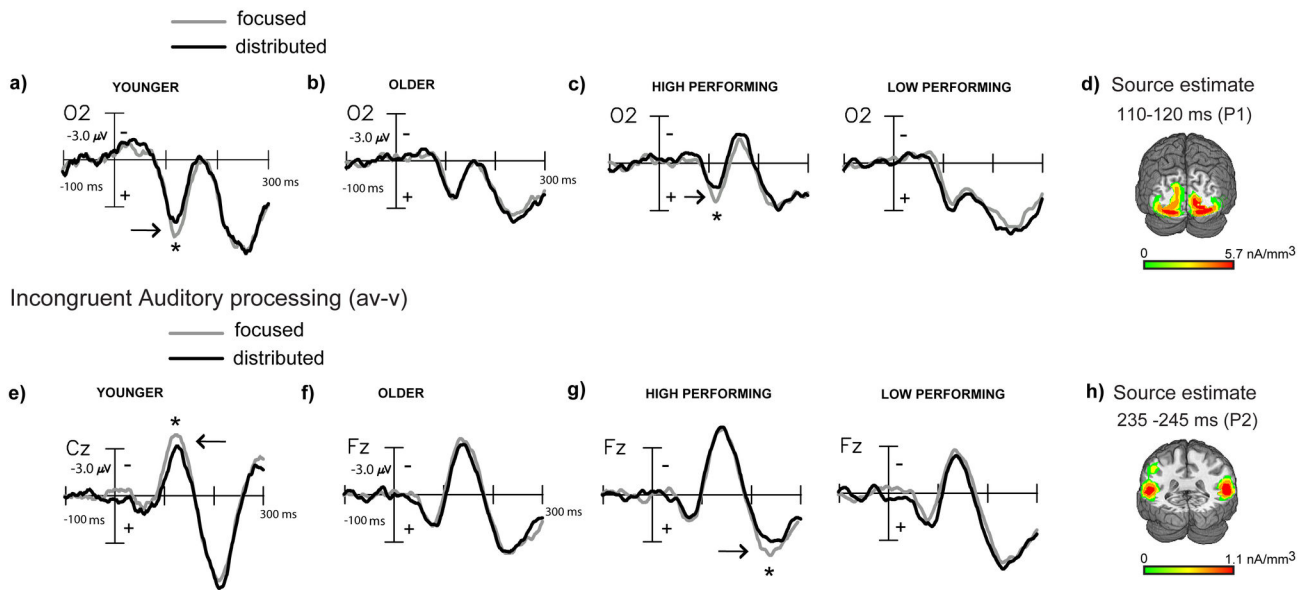 focused
distributed
a) YOUNGER
b) OLDER
c) HIGH PERFORMING
LOW PERFORMING
d) Source estimate
110-120 ms (P1)
O2
-3.0 µV
-
+
-100 ms
300 ms
*
O2
-3.0 µV
-
+
-100 ms
300 ms
O2
-
+
*
O2
-
+
0 5.7 nA/mm3
Incongruent Auditory processing (av-v)
focused
distributed
e) YOUNGER
f) OLDER
g) HIGH PERFORMING
LOW PERFORMING
h) Source estimate
235 -245 ms (P2)
*
Cz
-3.0 µV
-
+
-100 ms
300 ms
Fz
-3.0 µV
-
+
-100 ms
300 ms
Fz
-
+
*
Fz
-
+
0 1.1 nA/mm3